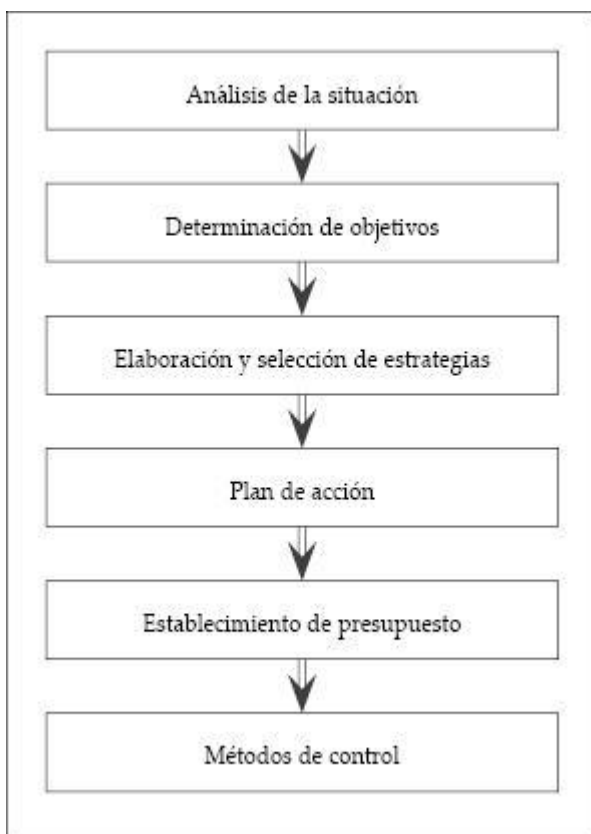 Análisis de la situación
Determinación de objetivos
Elaboración y selección de estrategias
Plan de acción
Establecimiento de presupuesto
Métodos de control